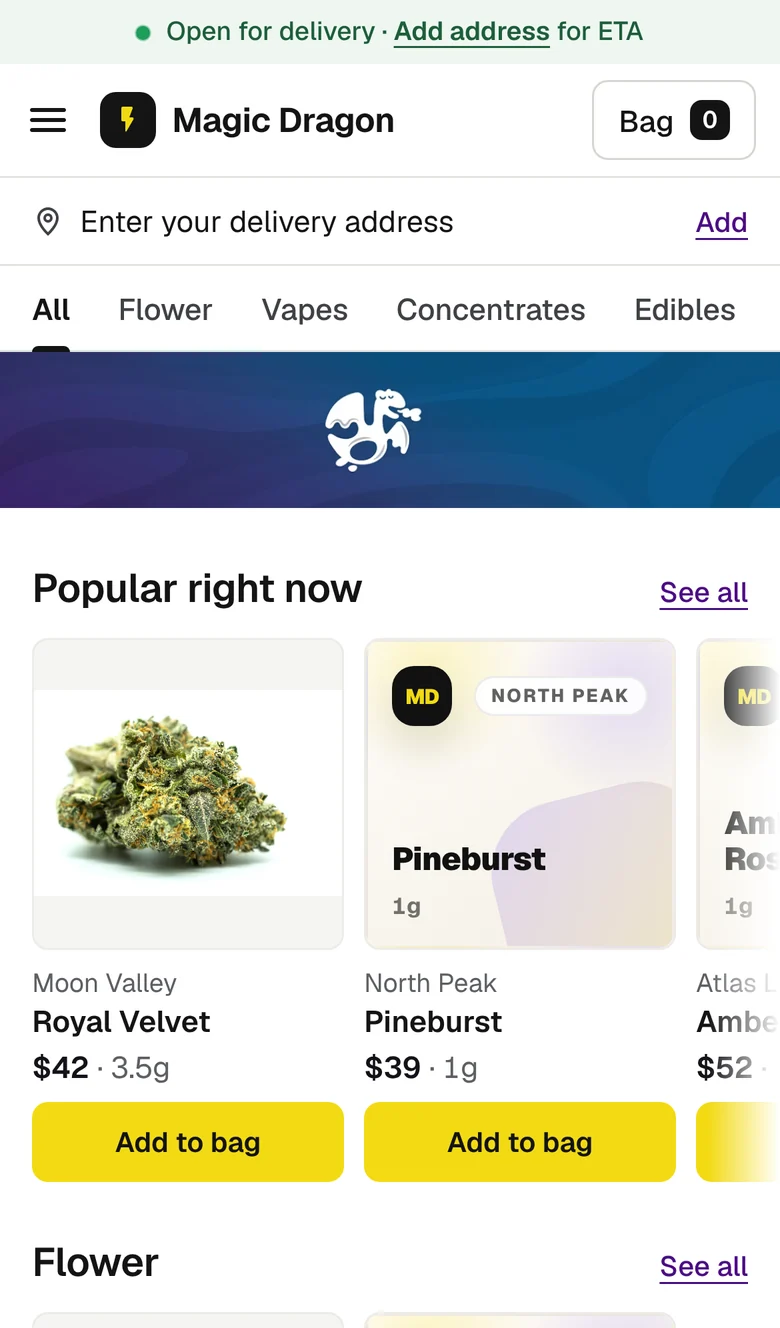 Open for delivery · Add address for ETA
Magic Dragon
Bag 0
Enter your delivery address
Add
All Flower Vapes Concentrates Edibles
Popular right now
See all
MD NORTH PEAK
Pineburst
1g
MD
1g
Moon Valley
Royal Velvet
$42 · 3.5g
Add to bag
North Peak
Pineburst
$39 · 1g
Add to bag
Atlas
$52 ·
Flower
See all